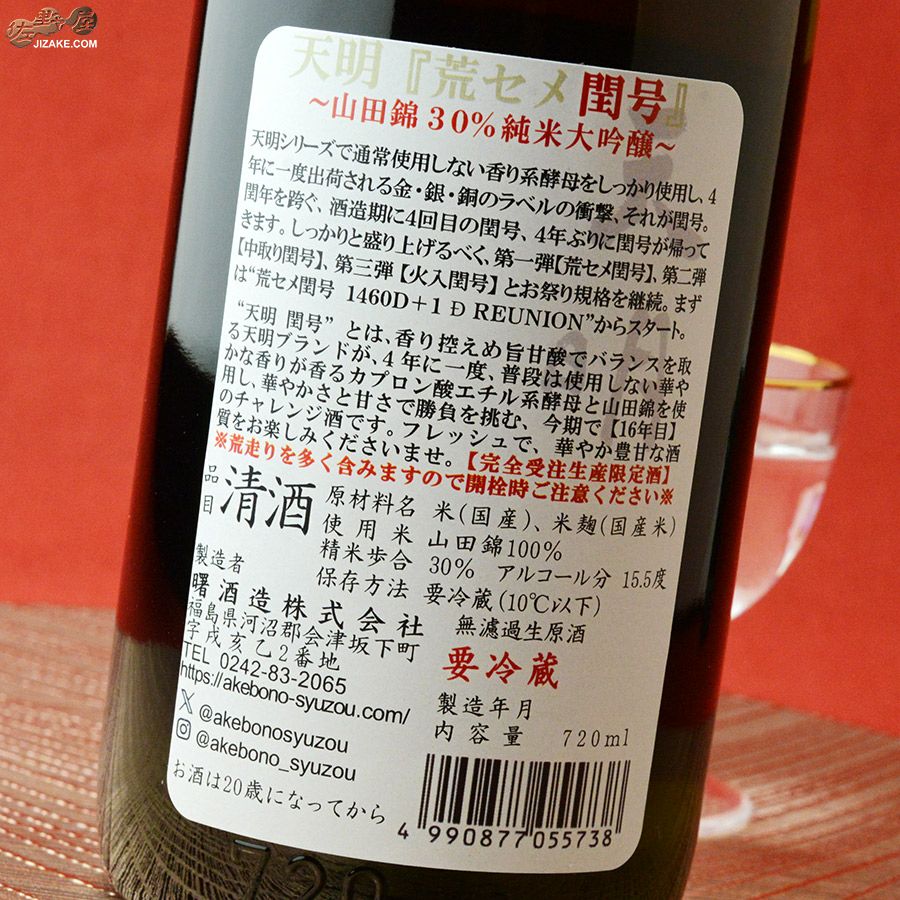 佐野屋
JIZAKE.COM
天明『荒セメ閏号』
~山田錦30%純米大吟醸~
天明シリーズで通常使用しない香り系酵母をしっかり使用し、4
年に一度出荷される金・銀・銅のラベルの衝撃、それが閏号。
閏年を跨ぐ、酒造期に4回目の閏号、4年ぶりに閏号が帰って
きます。しっかりと盛り上げるべく、第一弾【荒セメ閏号】、第二弾
【中取り閏号】、第三弾【火入閏号】とお祭り規格を継続。まず
は“荒セメ閏号 1460D+1 Ð REUNION”からスタート。
“天明 閏号” とは、香り控えめ旨甘酸でバランスを取
る天明ブランドが、4年に一度、普段は使用しない華や
かな香りが香るカプロン酸エチル系酵母と山田錦を使
用し、華やかさと甘さで勝負を挑む、今期で【16年目】
のチャレンジ酒です。フレッシュで、華やか豊甘な酒
質をお楽しみくださいませ。【完全受注生産限定酒】
※荒走りを多く含みますので開栓時ご注意ください※
品目 清酒
原材料名 米(国産)、米麹(国産米)
使用米 山田錦100%
精米歩合 30% アルコール分 15.5度
保存方法 要冷蔵(10℃以下)
無濾過生原酒
製造者
曙酒造株式会社
福島県河沼郡会津坂下町
字戌亥乙2番地
TEL 0242-83-2065
https://akebono-syuzou.com/
@akebonosyuzou
@akebono_syuzou
お酒は20歳になってから
要冷蔵
製造年月
内容量 720ml
4 990877 055738
720